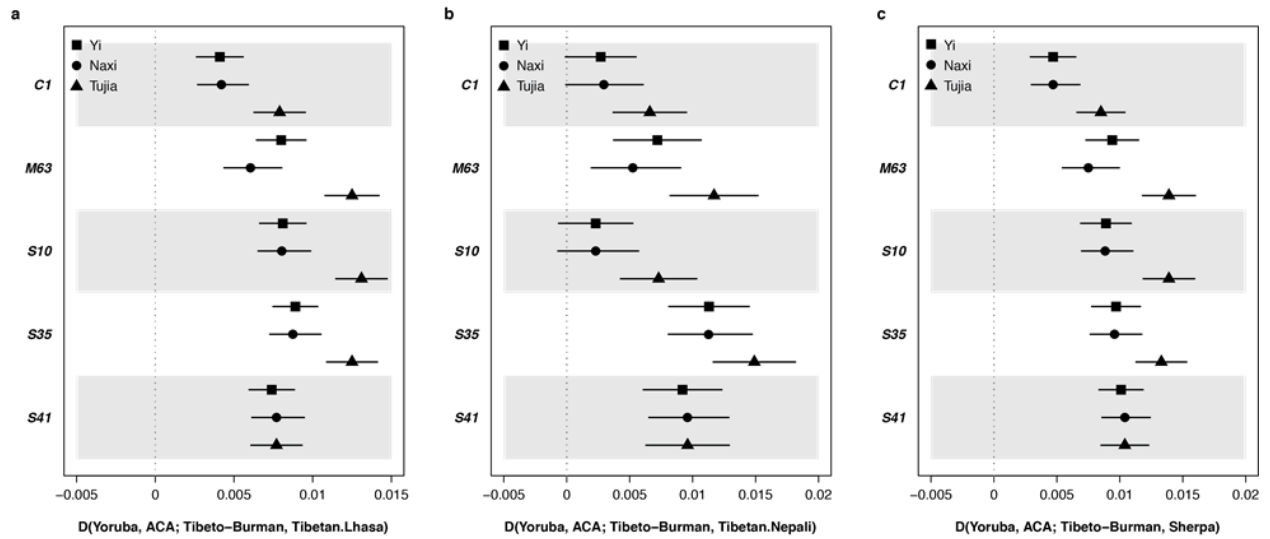 a
Yi
Naxi
Tujia
C1
M63
S10
S35
S41
−0.005 0 0.005 0.01 0.015
D(Yoruba, ACA; Tibeto−Burman, Tibetan.Lhasa)
b
Yi
Naxi
Tujia
C1
M63
S10
S35
S41
−0.005 0 0.005 0.01 0.015 0.02
D(Yoruba, ACA; Tibeto−Burman, Tibetan.Nepali)
c
Yi
Naxi
Tujia
C1
M63
S10
S35
S41
−0.005 0 0.005 0.01 0.015 0.02
D(Yoruba, ACA; Tibeto−Burman, Sherpa)